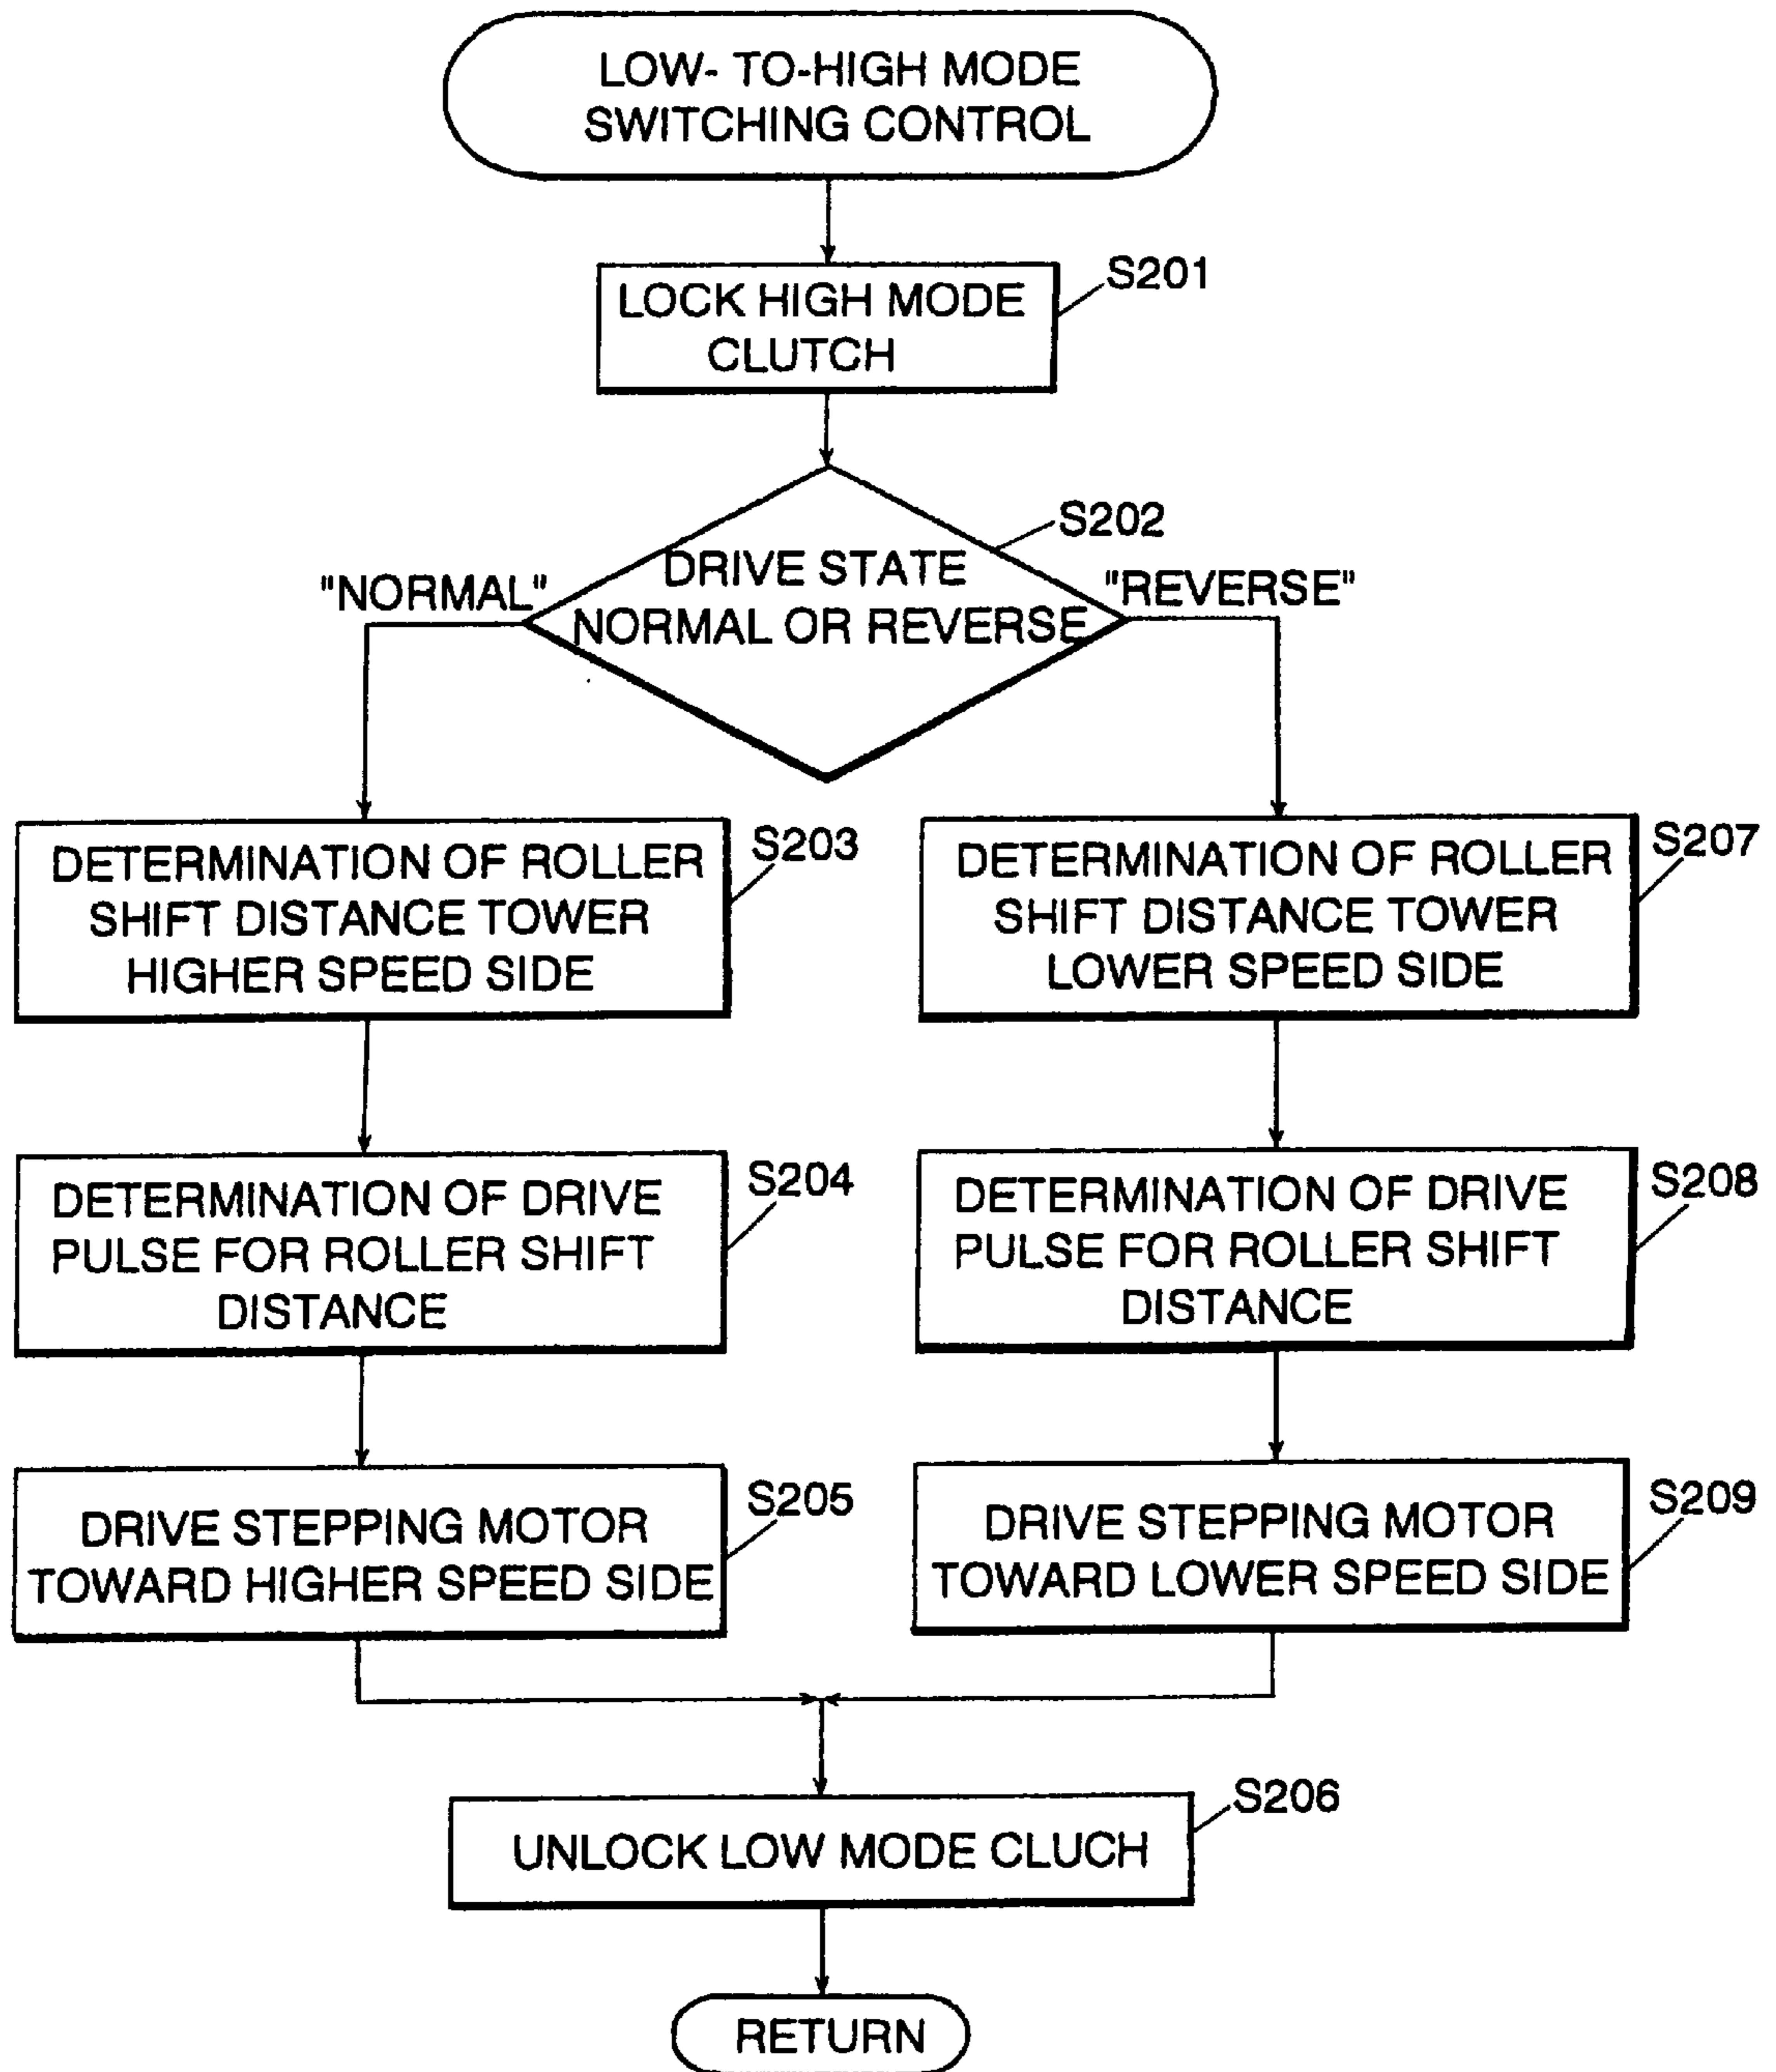 LOW- TO-HIGH MODE
SWITCHING CONTROL
S201
LOCK HIGH MODE
CLUTCH
S202
DRIVE STATE
NORMAL OR REVERSE
"NORMAL"
"REVERSE"
S203
DETERMINATION OF ROLLER
SHIFT DISTANCE TOWER
HIGHER SPEED SIDE
S204
DETERMINATION OF DRIVE
PULSE FOR ROLLER SHIFT
DISTANCE
S205
DRIVE STEPPING MOTOR
TOWARD HIGHER SPEED SIDE
S207
DETERMINATION OF ROLLER
SHIFT DISTANCE TOWER
LOWER SPEED SIDE
S208
DETERMINATION OF DRIVE
PULSE FOR ROLLER SHIFT
DISTANCE
S209
DRIVE STEPPING MOTOR
TOWARD LOWER SPEED SIDE
S206
UNLOCK LOW MODE CLUCH
RETURN